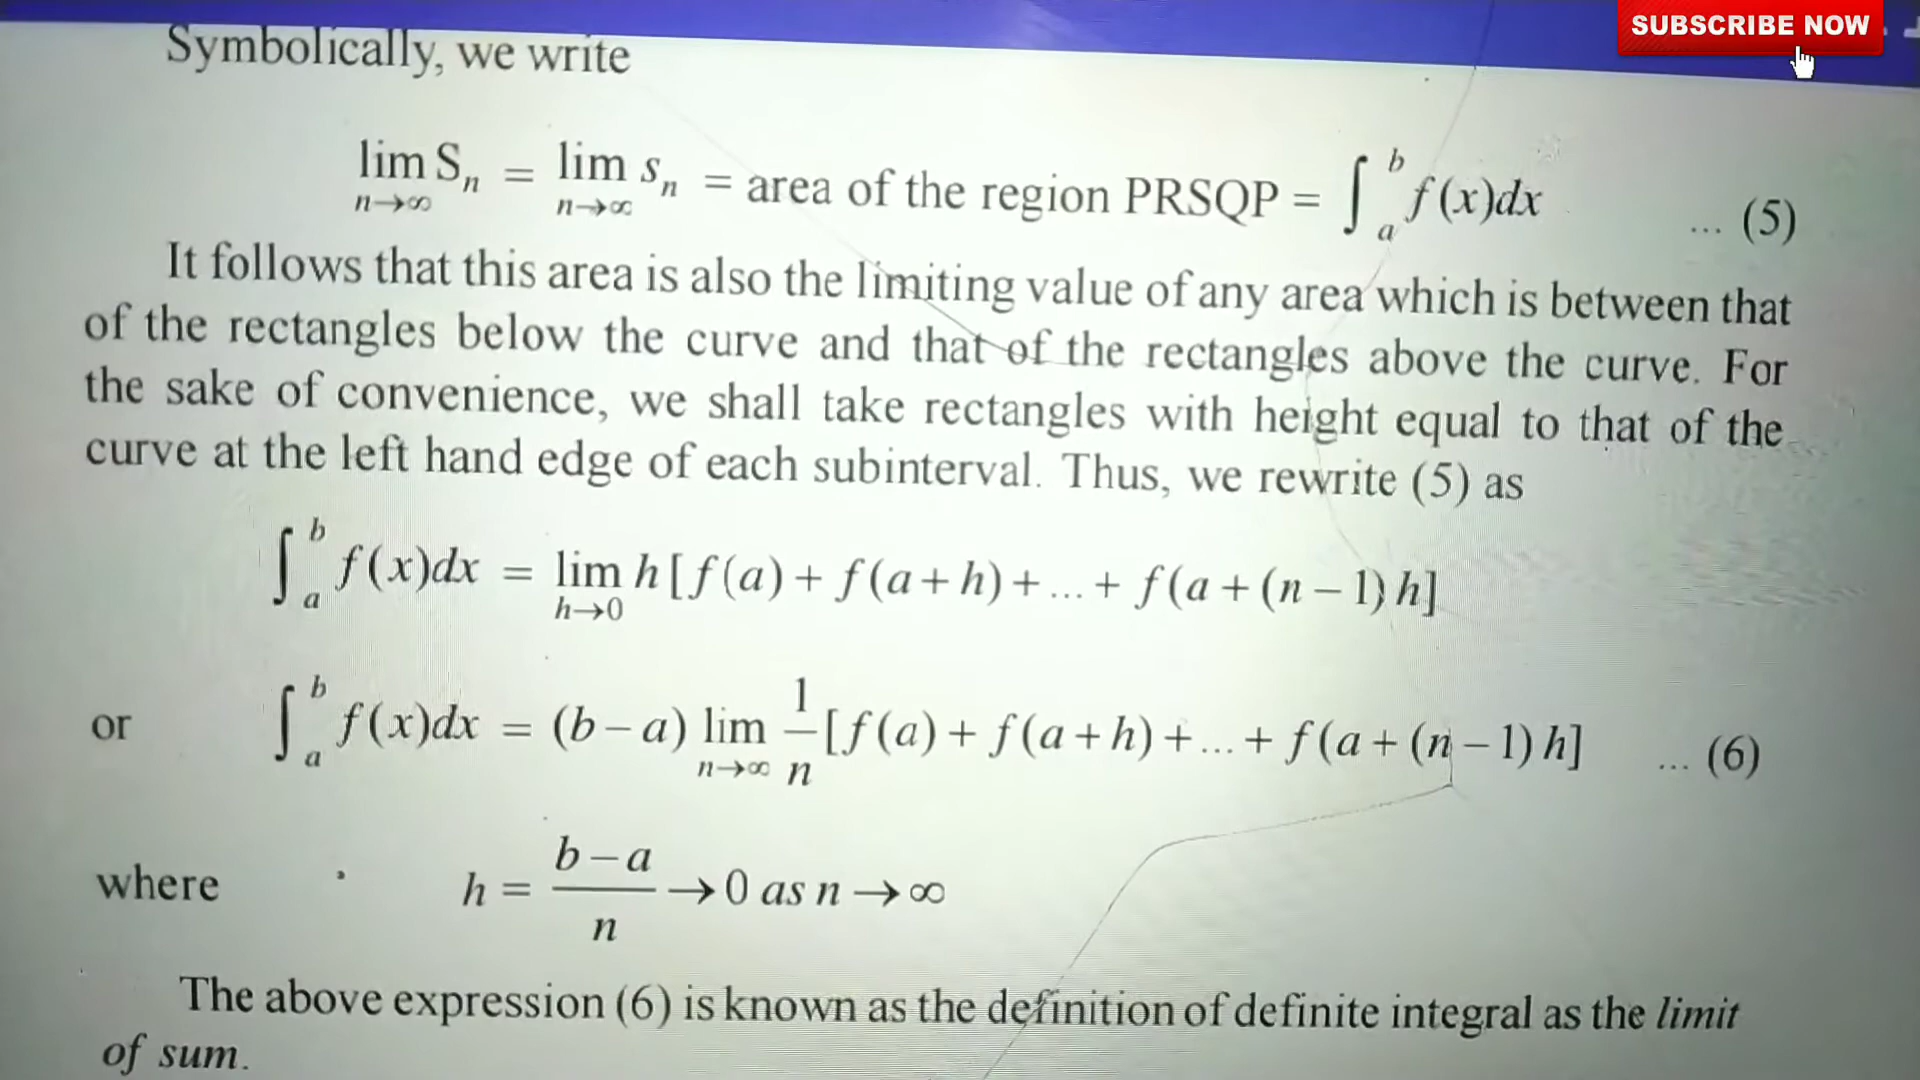 SUBSCRIBE NOW
Symbolically, we write
lim S_n = lim s_n = area of the region PRSQP = ∫_a^b f(x)dx ... (5)
n→∞ n→∞
It follows that this area is also the limiting value of any area which is between that
of the rectangles below the curve and that of the rectangles above the curve. For
the sake of convenience, we shall take rectangles with height equal to that of the
curve at the left hand edge of each subinterval. Thus, we rewrite (5) as
∫_a^b f(x)dx = lim_{h→0} h[f(a) + f(a+h) + ... + f(a + (n – 1) h]
or ∫_a^b f(x)dx = (b – a) lim_{n→∞} 1/n [f(a) + f(a+h) + ... + f(a + (n – 1) h] ... (6)
where h = (b – a)/n → 0 as n → ∞
The above expression (6) is known as the definition of definite integral as the limit
of sum.